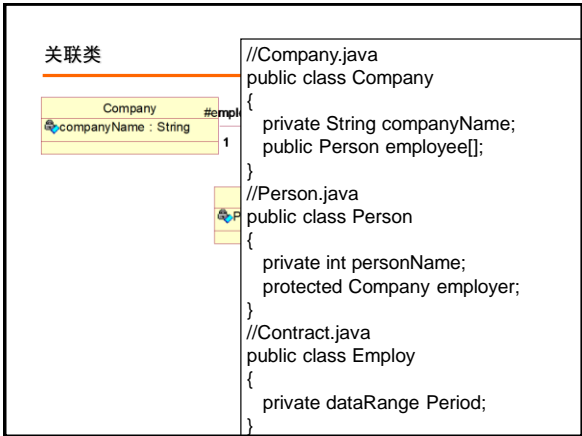 关联类
Company
companyName : String
1
//Company.java
public class Company
{
private String companyName;
public Person employee[];
}
//Person.java
public class Person
{
private int personName;
protected Company employer;
}
//Contract.java
public class Employ
{
private dataRange Period;
}